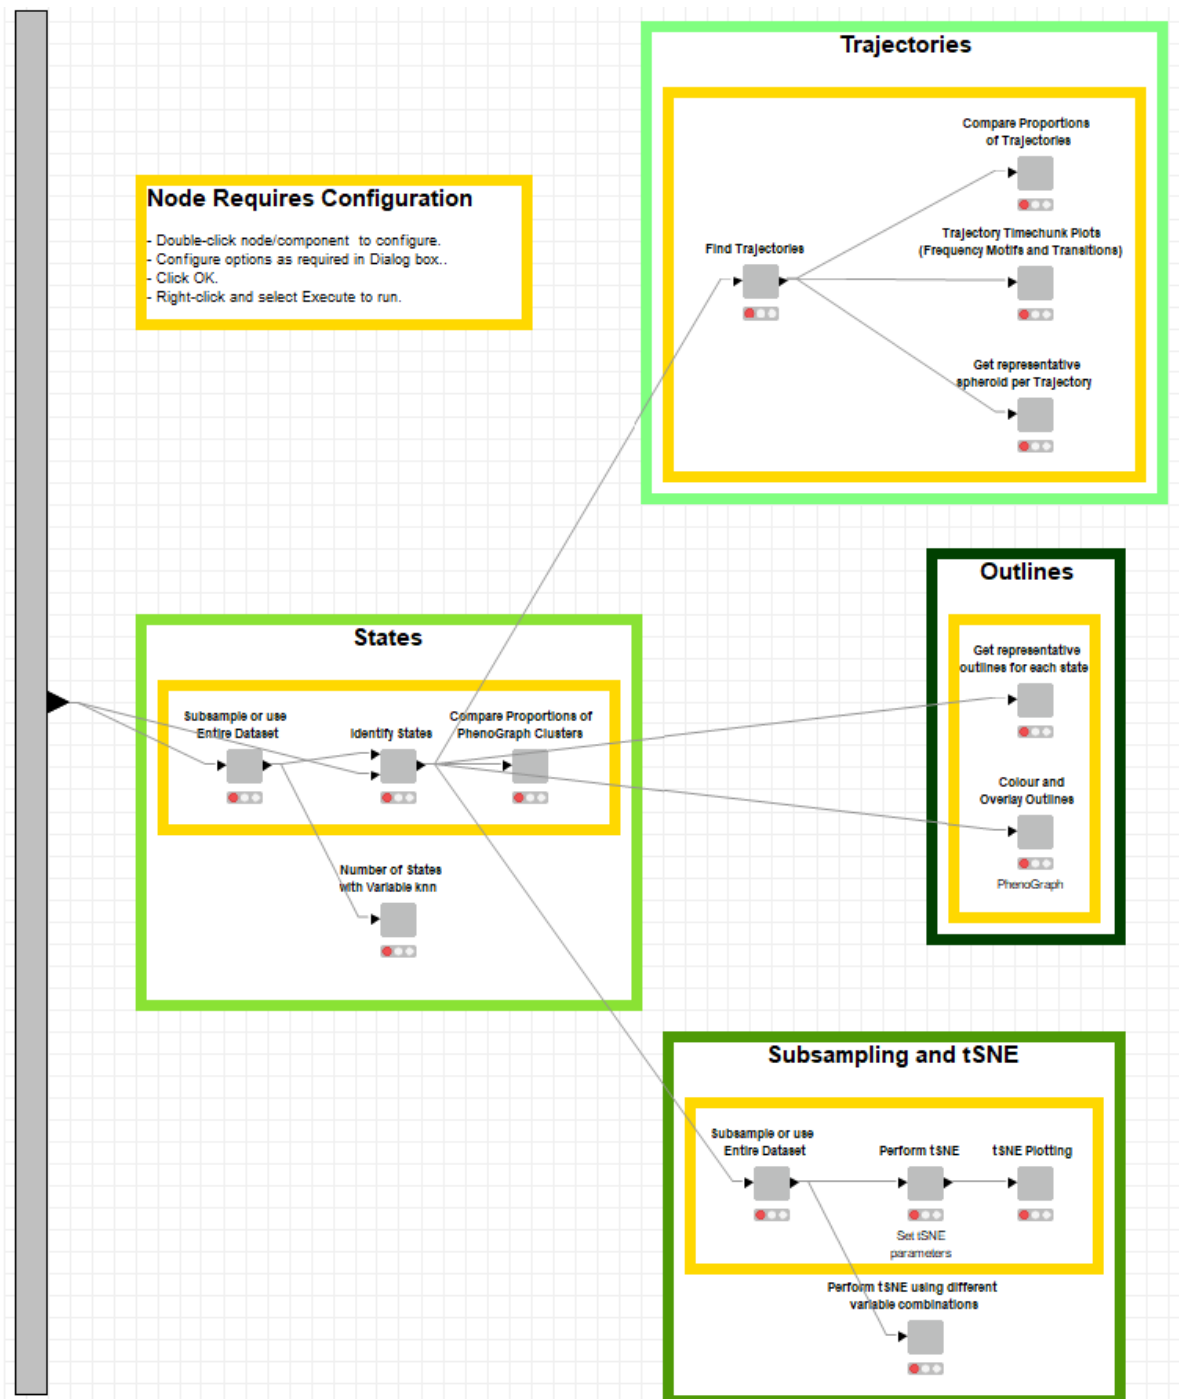 Trajectories
Compare Proportions
of Trajectories
Node Requires Configuration
- Double-click node/component to configure.
- Configure options as required in Dialog box..
- Click OK.
- Right-click and select Execute to run.
Find Trajectories
Trajectory Timechunk Plots
(Frequency Motifs and Transitions)
Get representative
spheroid per Trajectory
Outlines
Get representative
outlines for each state
Colour and
Overlay Outlines
PhenoGraph
States
Subsample or use
Entire Dataset
Identify States
Compare Proportions of
PhenoGraph Clusters
Number of States
with Variable knn
Subsampling and tSNE
Subsample or use
Entire Dataset
Perform tSNE
tSNE Plotting
Set tSNE
parameters
Perform tSNE using different
variable combinations